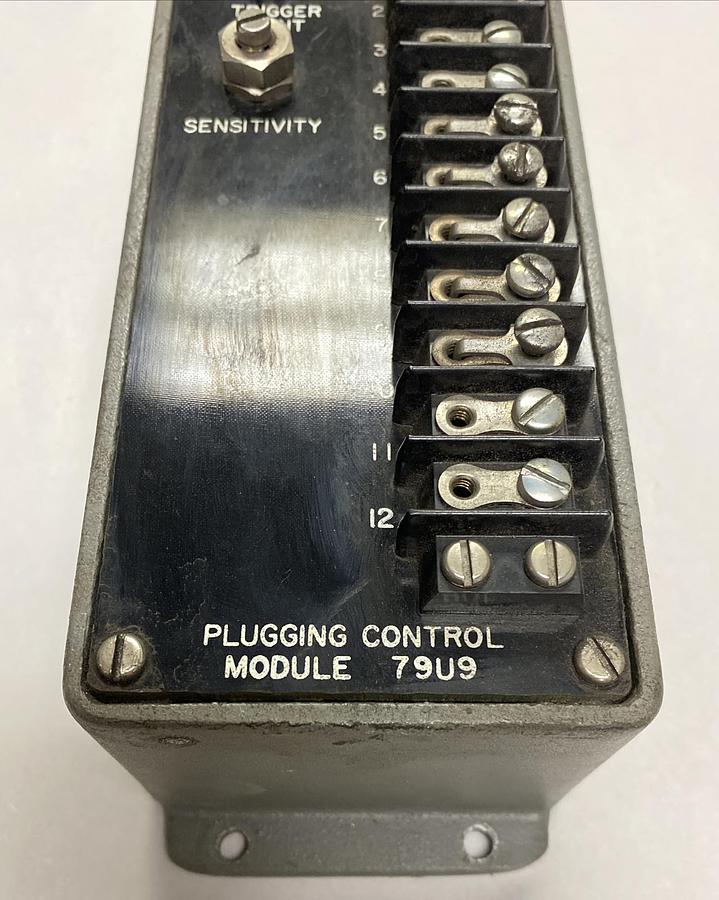 TRIGGER
SENSITIVITY
2
3
4
5
6
7
11
12
PLUGGING CONTROL
MODULE 79U9